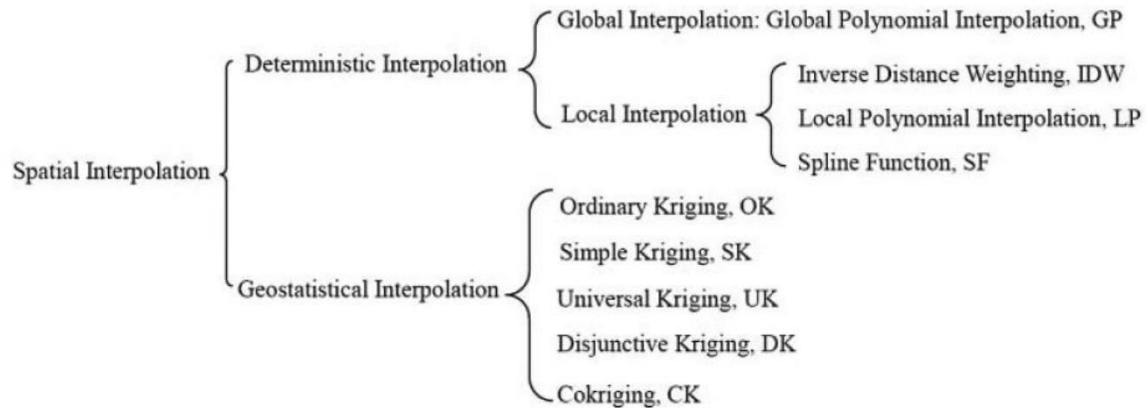 Spatial Interpolation
Deterministic Interpolation
Global Interpolation: Global Polynomial Interpolation, GP
Local Interpolation
Inverse Distance Weighting, IDW
Local Polynomial Interpolation, LP
Spline Function, SF
Geostatistical Interpolation
Ordinary Kriging, OK
Simple Kriging, SK
Universal Kriging, UK
Disjunctive Kriging, DK
Cokriging, CK